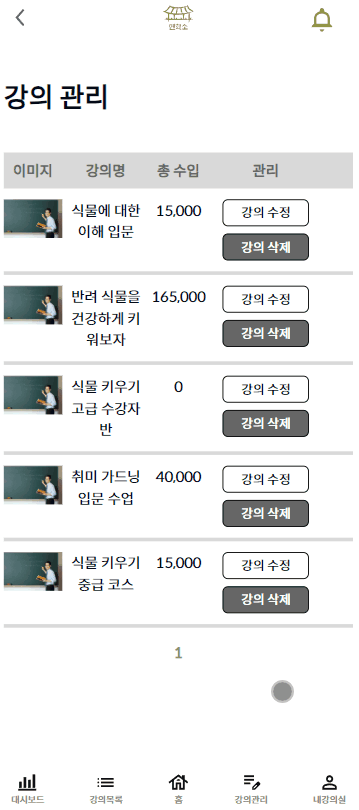 강의 관리
이미지 강의명 총 수입 관리
식물에 대한 15,000 강의 수정
이해 입문
강의 삭제
반려 식물을 165,000 강의 수정
건강하게 키
워보자
강의 삭제
식물 키우기 0 강의 수정
고급 수강자
반
강의 삭제
취미 가드닝 40,000 강의 수정
입문 수업
강의 삭제
식물 키우기 15,000 강의 수정
중급 코스
강의 삭제
1
대시보드 강의목록 홈 강의관리 내강의실